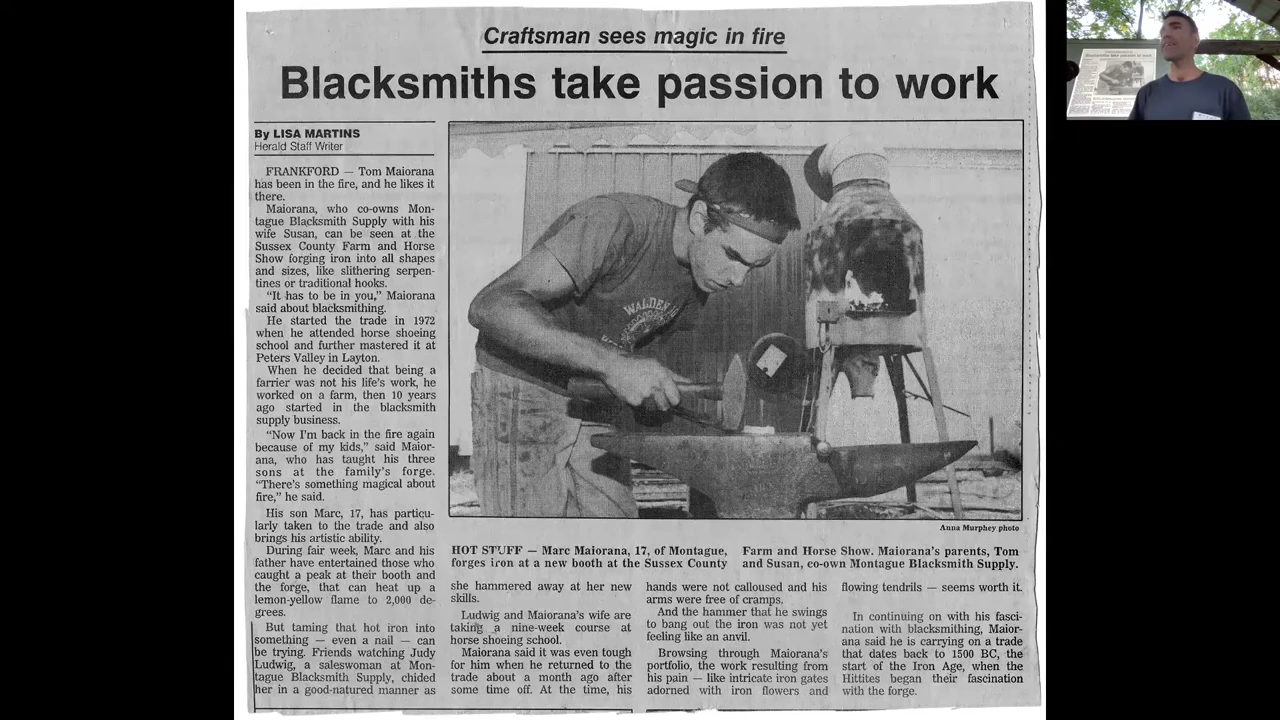 Craftsman sees magic in fire
Blacksmiths take passion to work
By LISA MARTINS
Herald Staff Writer
FRANKFORD — Tom Maiorana
has been in the fire, and he likes it
there.
Maiorana, who co-owns Mon-
tague Blacksmith Supply with his
wife Susan, can be seen at the
Sussex County Farm and Horse
Show forging iron into all shapes
and sizes, like slithering serpen-
tines or traditional hooks.
"It has to be in you," Maiorana
said about blacksmithing.
He started the trade in 1972
when he attended horse shoeing
school and further mastered it at
Peters Valley in Layton.
When he decided that being a
farrier was not his life's work, he
worked on a farm, then 10 years
ago started in the blacksmith
supply business.
"Now I'm back in the fire again
because of my kids," said Maior-
ana, who has taught his three
sons at the family's forge.
"There's something magical about
fire," he said.
His son Marc, 17, has particu-
larly taken to the trade and also
brings his artistic ability.
During fair week, Marc and his
father have entertained those who
caught a peak at their booth and
the forge, that can heat up a
lemon-yellow flame to 2,000 de-
grees.
But taming that hot iron into
something — even a nail — can
be trying. Friends watching Judy
Ludwig, a saleswoman at Mon-
tague Blacksmith Supply, chided
her in a good-natured manner as
WALDEN
Anna Murphey photo
HOT STUFF — Marc Maiorana, 17, of Montague,
forges iron at a new booth at the Sussex County
Farm and Horse Show. Maiorana's parents, Tom
and Susan, co-own Montague Blacksmith Supply.
she hammered away at her new
skills.
Ludwig and Maiorana's wife are
taking a nine-week course at
horse shoeing school.
Maiorana said it was even tough
for him when he returned to the
trade about a month ago after
some time off. At the time, his
hands were not calloused and his
arms were free of cramps.
And the hammer that he swings
to bang out the iron was not yet
feeling like an anvil.
Browsing through Maiorana's
portfolio, the work resulting from
his pain — like intricate iron gates
adorned with iron flowers and
flowing tendrils — seems worth it.
In continuing on with his fasci-
nation with blacksmithing, Maior-
ana said he is carrying on a trade
that dates back to 1500 BC, the
start of the Iron Age, when the
Hittites began their fascination
with the forge.